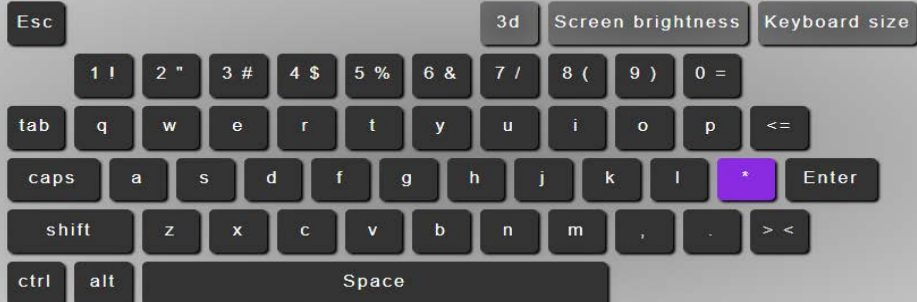 Esc 3d Screen brightness Keyboard size
1 ! 2 " 3 # 4 $ 5 % 6 & 7 / 8 ( 9 ) 0 =
tab q w e r t y u i o p <=
caps a s d f g h j k l * Enter
shift z x c v b n m , . > <
ctrl alt Space